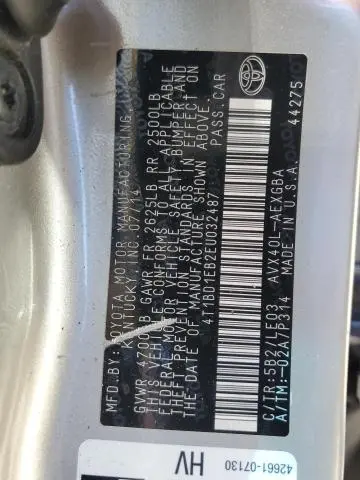 MFD.BY:TOYOTA MOTOR MANUFACTURING,
KENTUCKY, INC. 07/14
GVWR 4700LB GAWR FR 2625LB RR 2500LB
THIS VEHICLE CONFORMS TO ALL APPLICABLE
FEDERAL MOTOR VEHICLE SAFETY,BUMPER,AND
THEFT PREVENTION STANDARDS IN EFFECT ON
THE DATE OF MANUFACTURE SHOWN ABOVE.
4T1BD1EB2EU032487 PASS.CAR
C/TR:5B2/LE03 AVX40L-AEXGBA
A/TM:-02A/P314 MADE IN U.S.A. 44275
HV
42661-07130